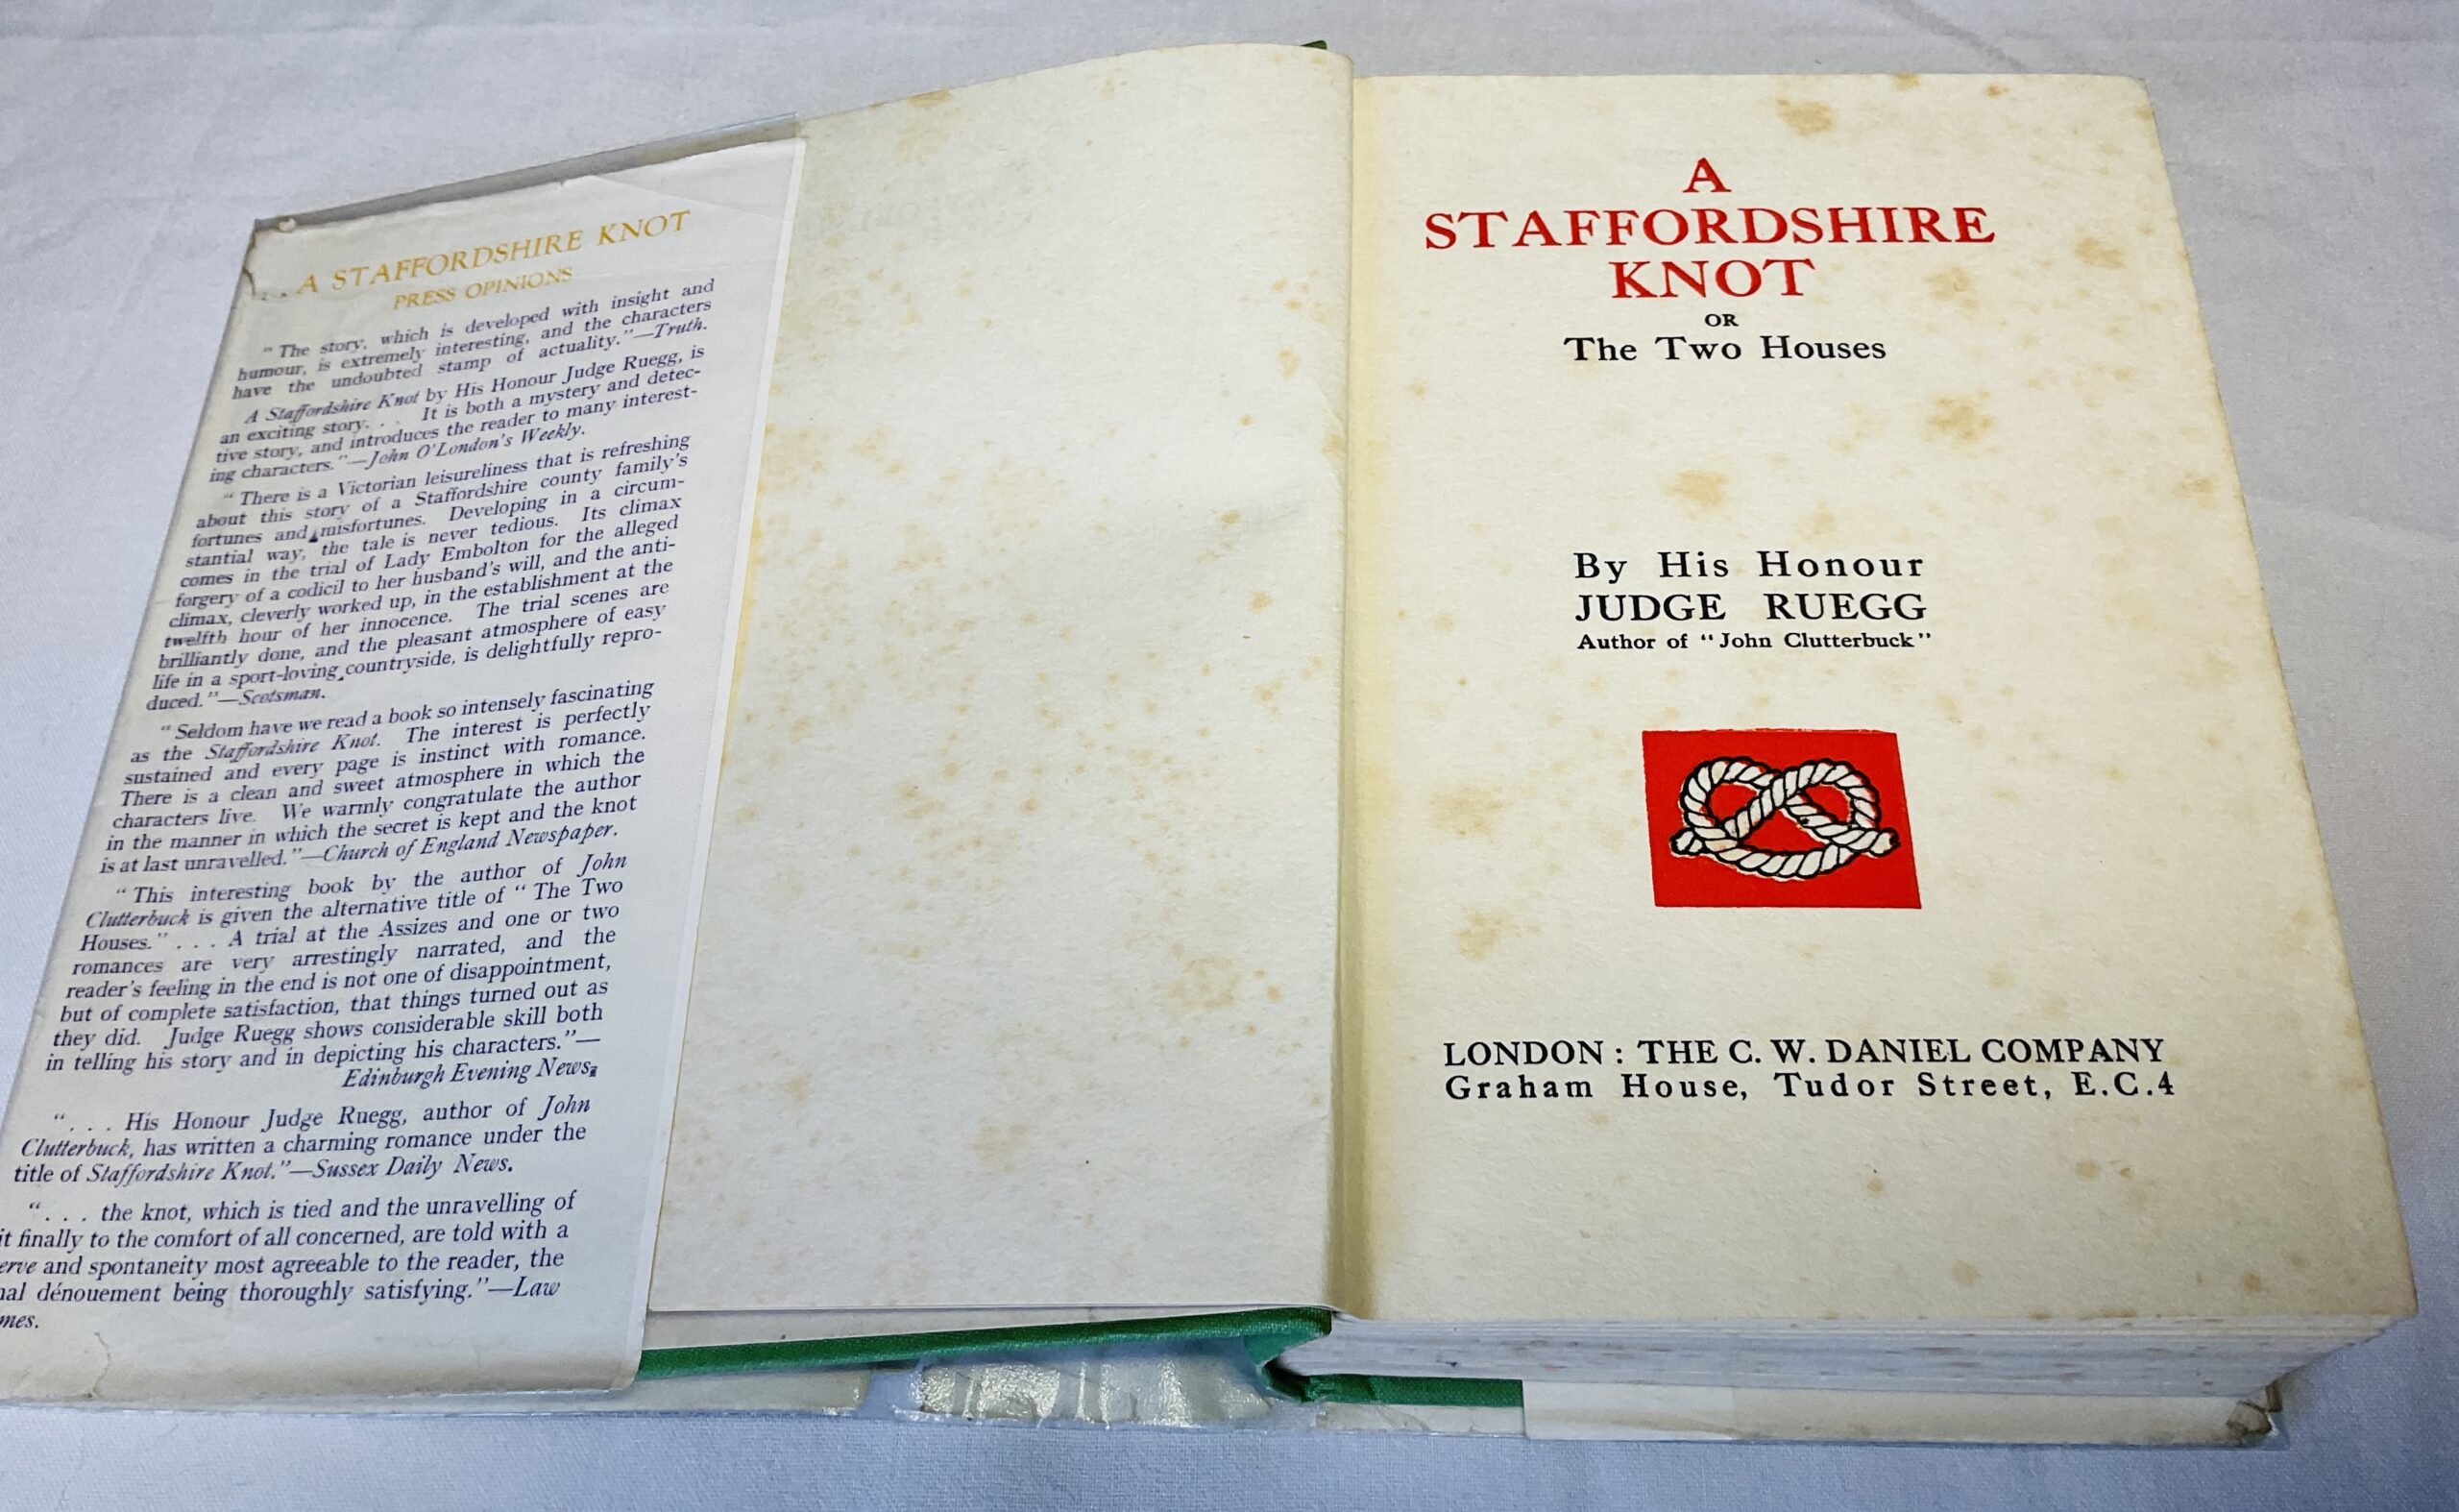 A STAFFORDSHIRE KNOT
PRESS OPINIONS
“The story, which is developed with insight and
humour, is extremely interesting, and the characters
have the undoubted stamp of actuality.”—Truth.
A Staffordshire Knot by His Honour Judge Ruegg, is
an exciting story. . . It is both a mystery and detec-
tive story, and introduces the reader to many interest-
ing characters.”—John O’London’s Weekly.
“There is a Victorian leisureliness that is refreshing
about this story of a Staffordshire county family’s
fortunes and misfortunes. Developing in a circum-
stantial way, the tale is never tedious. Its climax
comes in the trial of Lady Embolton for the alleged
forgery of a codicil to her husband’s will, and the anti-
climax, cleverly worked up, in the establishment at the
twelfth hour of her innocence. The trial scenes are
brilliantly done, and the pleasant atmosphere of easy
life in a sport-loving countryside, is delightfully repro-
duced.”—Scotsman.
“Seldom have we read a book so intensely fascinating
as the Staffordshire Knot. The interest is perfectly
sustained and every page is instinct with romance.
There is a clean and sweet atmosphere in which the
characters live. We warmly congratulate the author
in the manner in which the secret is kept and the knot
is at last unravelled.”—Church of England Newspaper.
“This interesting book by the author of John
Clutterbuck is given the alternative title of “The Two
Houses.” . . . A trial at the Assizes and one or two
romances are very arrestingly narrated, and the
reader’s feeling in the end is not one of disappointment,
but of complete satisfaction, that things turned out as
they did. Judge Ruegg shows considerable skill both
in telling his story and in depicting his characters.”—
Edinburgh Evening News.
“. . . His Honour Judge Ruegg, author of John
Clutterbuck, has written a charming romance under the
title of Staffordshire Knot.”—Sussex Daily News.
“. . . the knot, which is tied and the unravelling of
it finally to the comfort of all concerned, are told with a
erve and spontaneity most agreeable to the reader, the
nal dénouement being thoroughly satisfying.”—Law
mes.
A
STAFFORDSHIRE
KNOT
OR
The Two Houses
By His Honour
JUDGE RUEGG
Author of “John Clutterbuck”
LONDON : THE C. W. DANIEL COMPANY
Graham House, Tudor Street, E.C.4